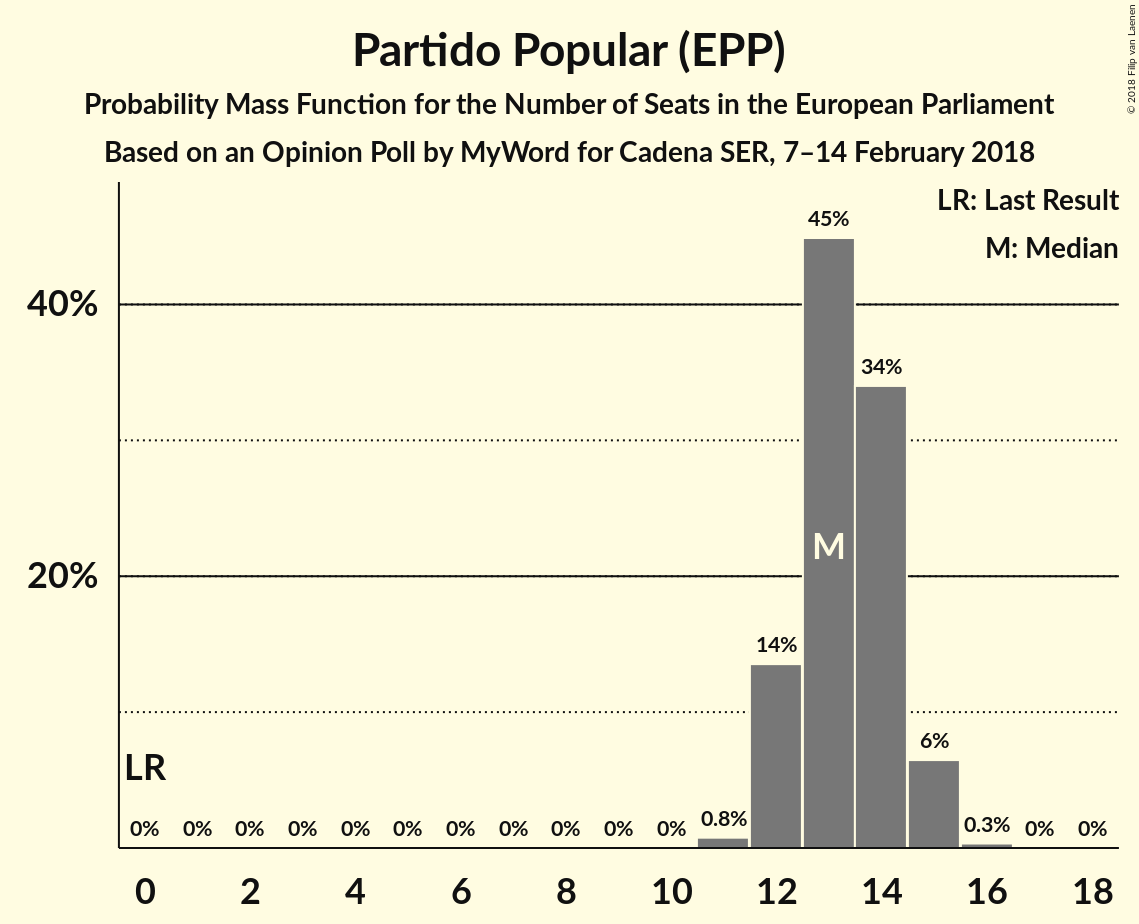 Partido Popular (EPP)
Probability Mass Function for the Number of Seats in the European Parliament
Based on an Opinion Poll by MyWord for Cadena SER, 7–14 February 2018
© 2018 Filip van Laenen
LR: Last Result
M: Median
45%
40%
34%
M
20%
14%
6%
LR
0% 0% 0% 0% 0% 0% 0% 0% 0% 0% 0% 0.8% 0.3% 0% 0%
0 2 4 6 8 10 12 14 16 18